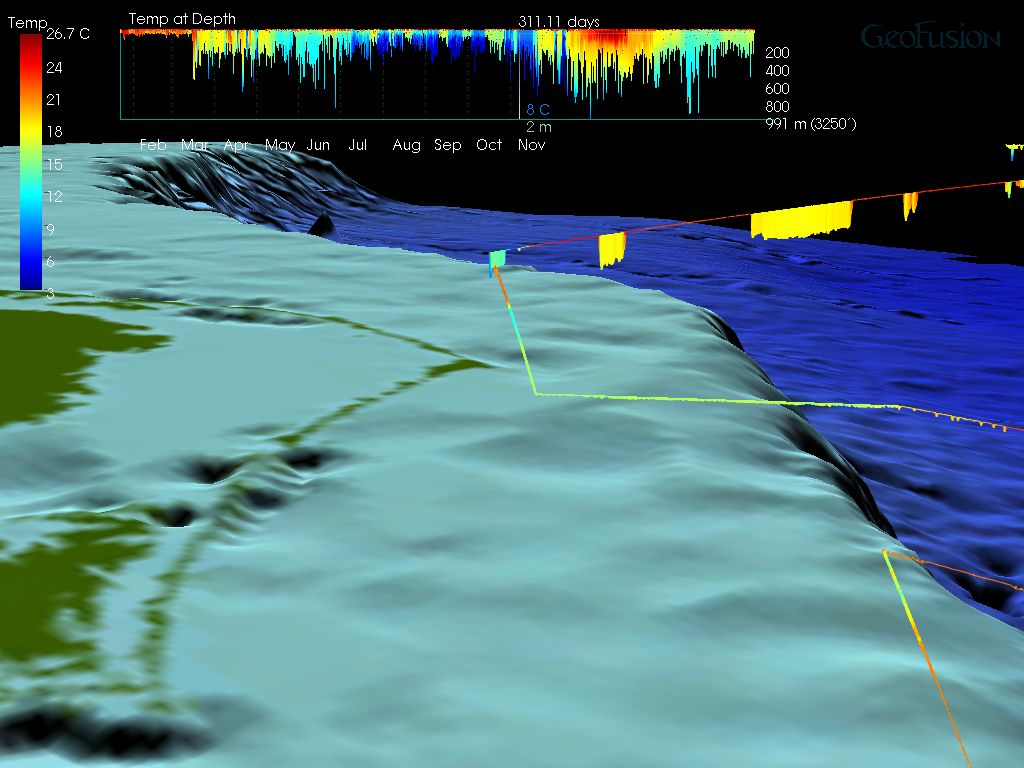 Temp
26.7 C
24
21
18
15
12
9
6
3
Temp at Depth
311.11 days
GeoFusion
200
400
600
800
991 m (3250´)
8 C
2 m
Feb Mar Apr May Jun Jul Aug Sep Oct Nov